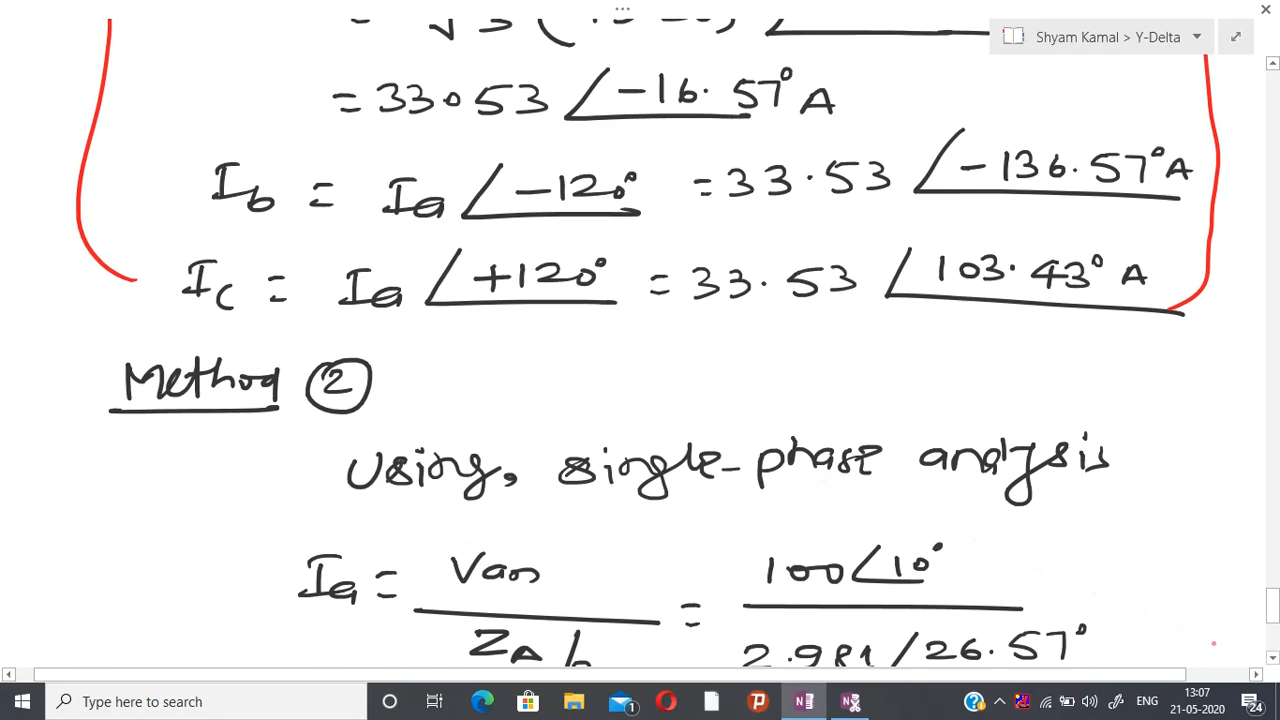 Shyam Kamal > Y-Delta
= 33.53 ∠-16.57° A
Ib = Ia ∠-120° = 33.53 ∠-136.57° A
Ic = Ia ∠+120° = 33.53 ∠103.43° A
Method ②
Using, single-phase analysis
Ia = Van / = 100∠10° / 2.981 ∠26.57°
Type here to search
1
ENG
13:07
21-05-2020
24